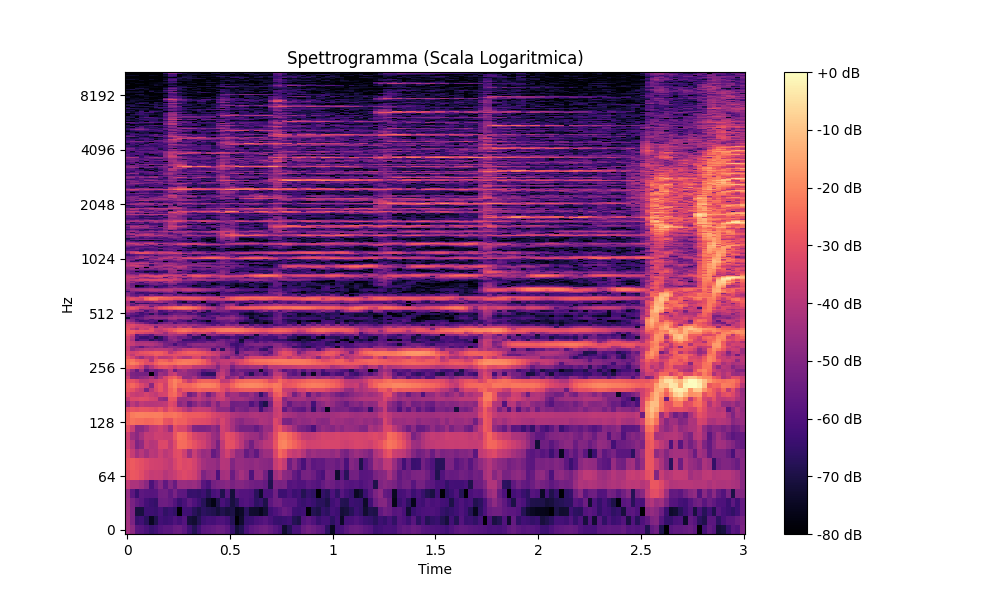 Spettrogramma (Scala Logaritmica)
Hz
8192
4096
2048
1024
512
256
128
64
0
0 0.5 1 1.5 2 2.5 3
Time
+0 dB
-10 dB
-20 dB
-30 dB
-40 dB
-50 dB
-60 dB
-70 dB
-80 dB